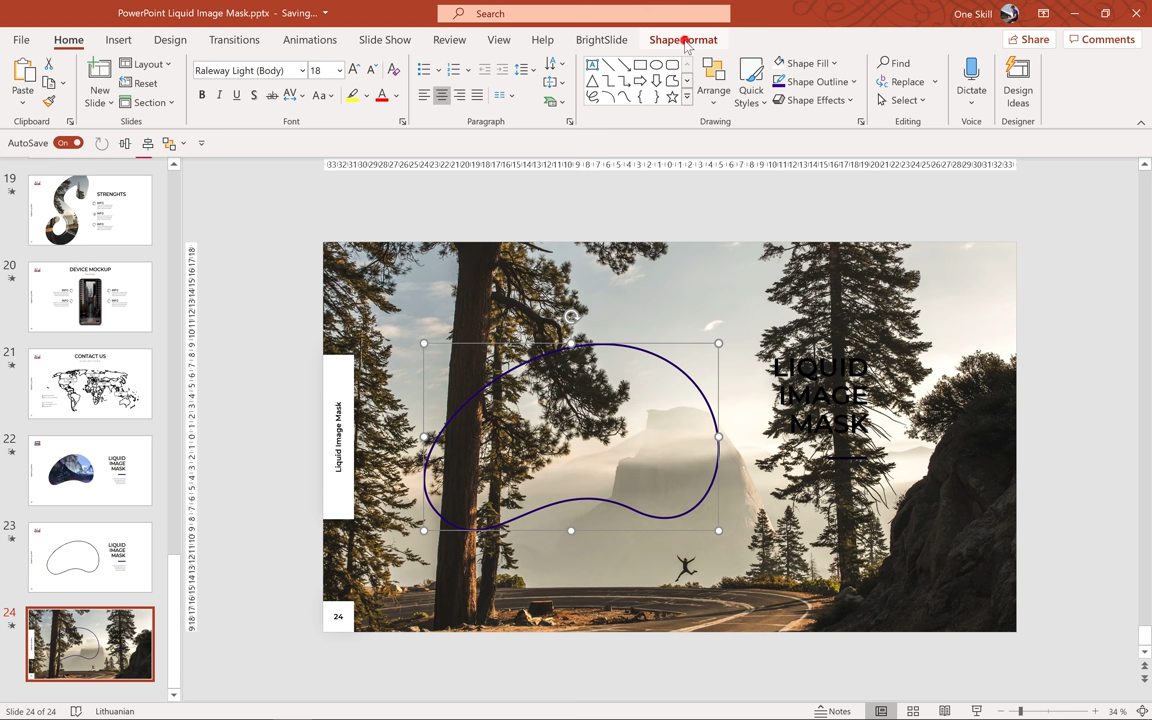 PowerPoint Liquid Image Mask.pptx - Saving...
Search
One Skill
File
Home
Insert
Design
Transitions
Animations
Slide Show
Review
View
Help
BrightSlide
Shape Format
Share
Comments
Paste
Clipboard
New
Slide
Layout
Reset
Section
Slides
Raleway Light (Body)
18
Font
Paragraph
Arrange
Quick
Styles
Shape Fill
Shape Outline
Shape Effects
Drawing
Find
Replace
Select
Editing
Dictate
Voice
Design
Ideas
Designer
AutoSave
On
19
STRENGHTS
20
DEVICE MOCKUP
21
CONTACT US
22
LIQUID
IMAGE
MASK
23
LIQUID
IMAGE
MASK
24
Liquid Image Mask
LIQUID
IMAGE
MASK
24
Slide 24 of 24
Lithuanian
Notes
34 %